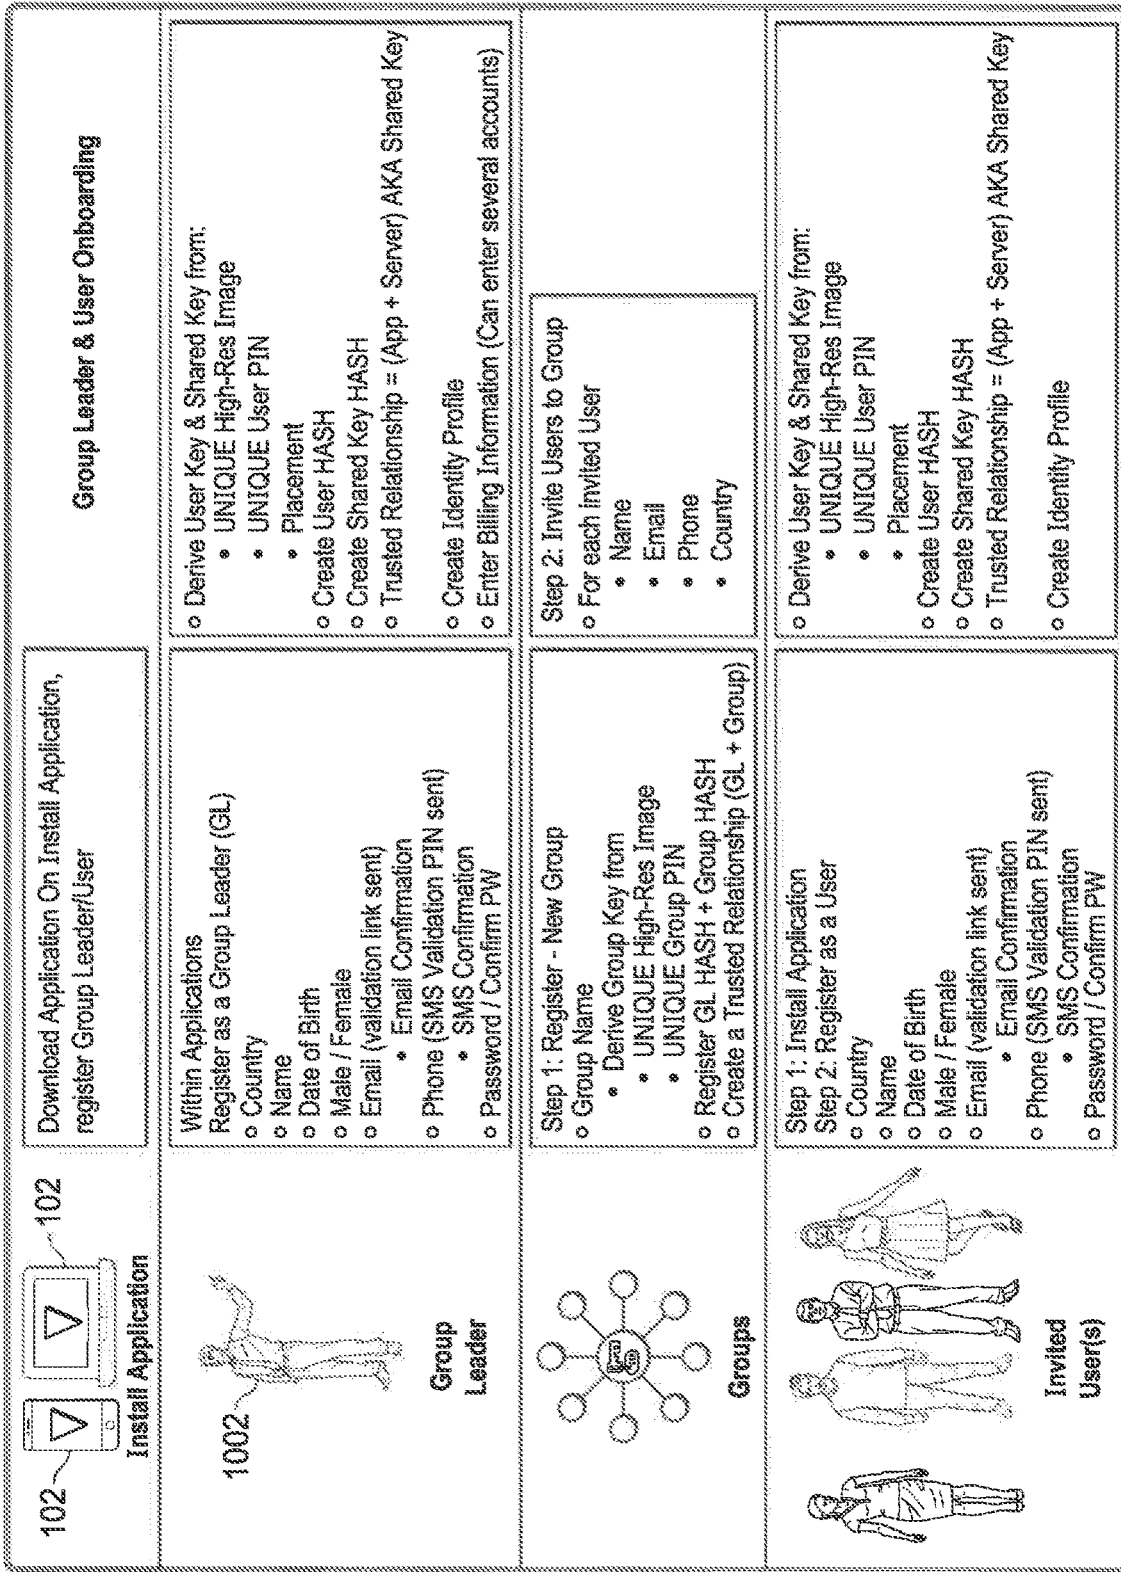 Group Leader & User Onboarding
102
102
Install Application
Download Application On Install Application,
register Group Leader/User
1002
Group
Leader
Within Applications
Register as a Group Leader (GL)
o Country
o Name
o Date of Birth
o Male / Female
o Email (validation link sent)
• Email Confirmation
o Phone (SMS Validation PIN sent)
• SMS Confirmation
o Password / Confirm PW
o Derive User Key & Shared Key from:
• UNIQUE High-Res Image
• UNIQUE User PIN
• Placement
o Create User HASH
o Create Shared Key HASH
o Trusted Relationship = (App + Server) AKA Shared Key
o Create Identity Profile
o Enter Billing Information (Can enter several accounts)
Groups
Step 1: Register - New Group
o Group Name
• Derive Group Key from
• UNIQUE High-Res Image
• UNIQUE Group PIN
o Register GL HASH + Group HASH
o Create a Trusted Relationship (GL + Group)
Step 2: Invite Users to Group
o For each invited User
• Name
• Email
• Phone
• Country
Invited
User(s)
Step 1: Install Application
Step 2: Register as a User
o Country
o Name
o Date of Birth
o Male / Female
o Email (validation link sent)
• Email Confirmation
o Phone (SMS Validation PIN sent)
• SMS Confirmation
o Password / Confirm PW
o Derive User Key & Shared Key from:
• UNIQUE High-Res Image
• UNIQUE User PIN
• Placement
o Create User HASH
o Create Shared Key HASH
o Trusted Relationship = (App + Server) AKA Shared Key
o Create Identity Profile